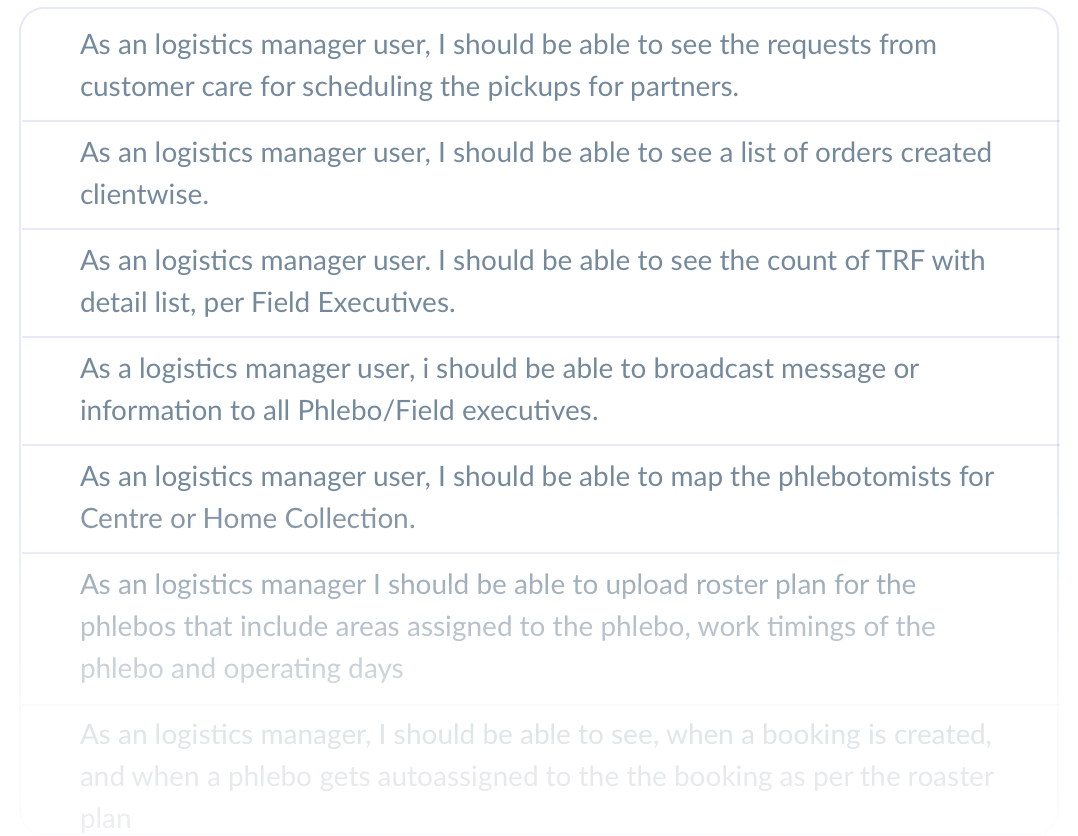 As an logistics manager user, I should be able to see the requests from
customer care for scheduling the pickups for partners.
As an logistics manager user, I should be able to see a list of orders created
clientwise.
As an logistics manager user. I should be able to see the count of TRF with
detail list, per Field Executives.
As a logistics manager user, i should be able to broadcast message or
information to all Phlebo/Field executives.
As an logistics manager user, I should be able to map the phlebotomists for
Centre or Home Collection.
As an logistics manager I should be able to upload roster plan for the
phlebos that include areas assigned to the phlebo, work timings of the
phlebo and operating days
As an logistics manager, I should be able to see, when a booking is created,
and when a phlebo gets autoassigned to the the booking as per the roaster
plan